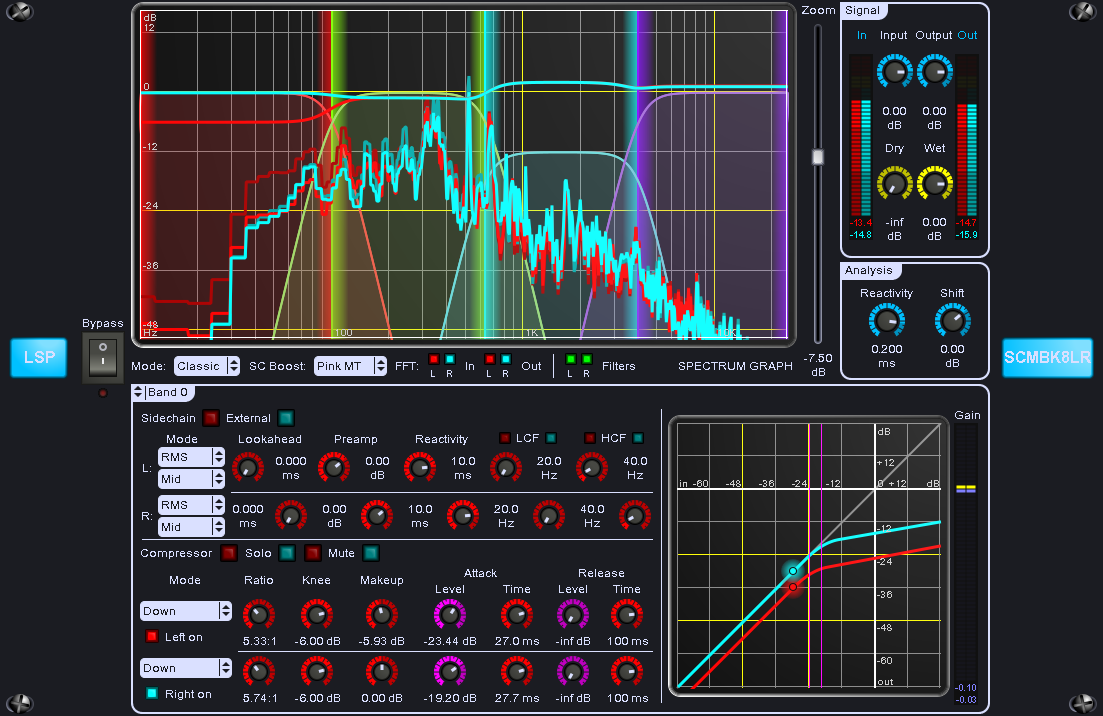 dB
12
0
-12
-24
-36
-48
Hz
100
1K
10K
Zoom
-7.50
dB
Signal
In Input Output Out
0.00 0.00
dB dB
Dry Wet
-inf 0.00
dB dB
-13.4 -14.7
-14.8 -15.9
Analysis
Reactivity Shift
0.200 0.00
ms dB
Bypass
LSP
SCMBK8LR
Mode: Classic SC Boost: Pink MT FFT: L R In L R Out L R Filters SPECTRUM GRAPH
Band 0
Sidechain External
Mode Lookahead Preamp Reactivity LCF HCF
L: RMS 0.000 0.00 10.0 20.0 40.0
Mid ms dB ms Hz Hz
R: RMS 0.000 0.00 10.0 20.0 40.0
Mid ms dB ms Hz Hz
Compressor Solo Mute
Attack Release
Mode Ratio Knee Makeup Level Time Level Time
Down
Left on 5.33:1 -6.00 dB -5.93 dB -23.44 dB 27.0 ms -inf dB 100 ms
Down
Right on 5.74:1 -6.00 dB 0.00 dB -19.20 dB 27.7 ms -inf dB 100 ms
dB
+12
in -60 -48 -36 -24 -12 0 +12 dB
-12
-24
-36
-48
-60
out
Gain
-0.10
-0.03